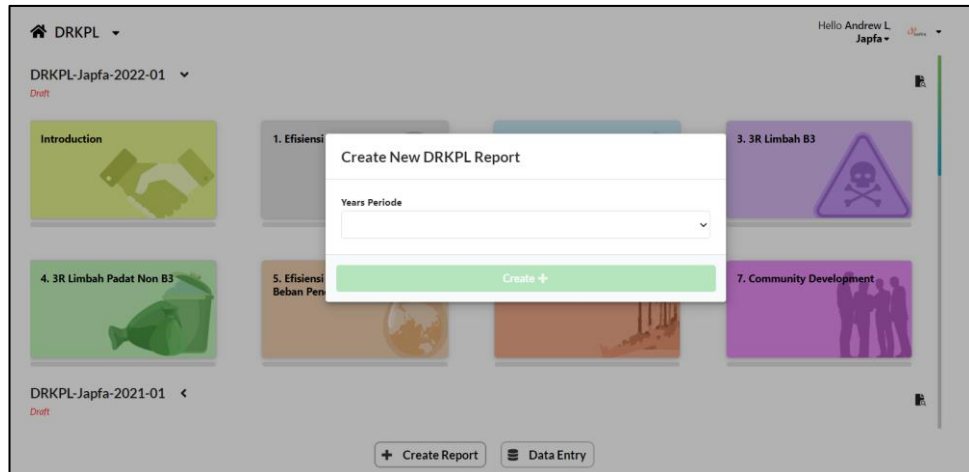 DRKPL
Hello Andrew L
Japfa
DRKPL-Japfa-2022-01
Draft
Introduction
1. Efisiensi
3. 3R Limbah B3
Create New DRKPL Report
Years Periode
Create +
4. 3R Limbah Padat Non B3
5. Efisiensi
Beban Pen
7. Community Development
DRKPL-Japfa-2021-01
Draft
+ Create Report
Data Entry